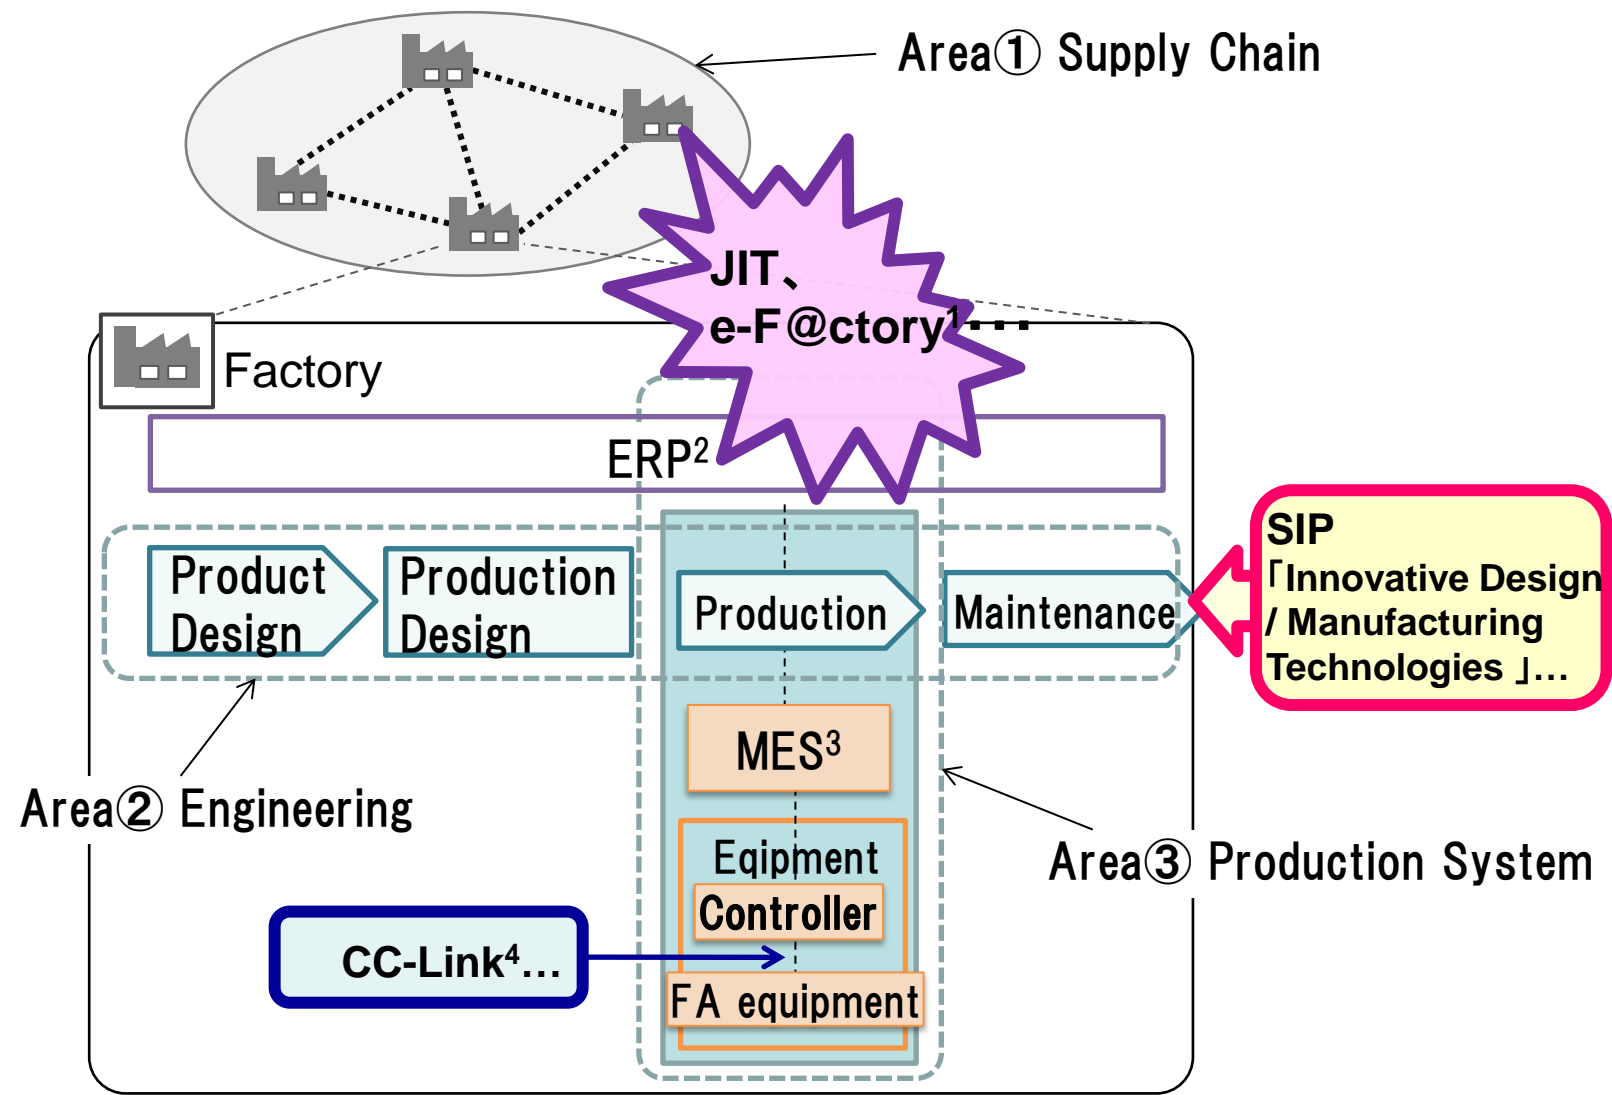 Area① Supply Chain
JIT、
e-F@ctory¹・・・・
Factory
ERP²
Product
Design
Production
Design
Production
Maintenance
SIP
｢Innovative Design
/ Manufacturing
Technologies ｣…
MES³
Area② Engineering
Area③ Production System
Eqipment
Controller
CC-Link⁴…
FA equipment